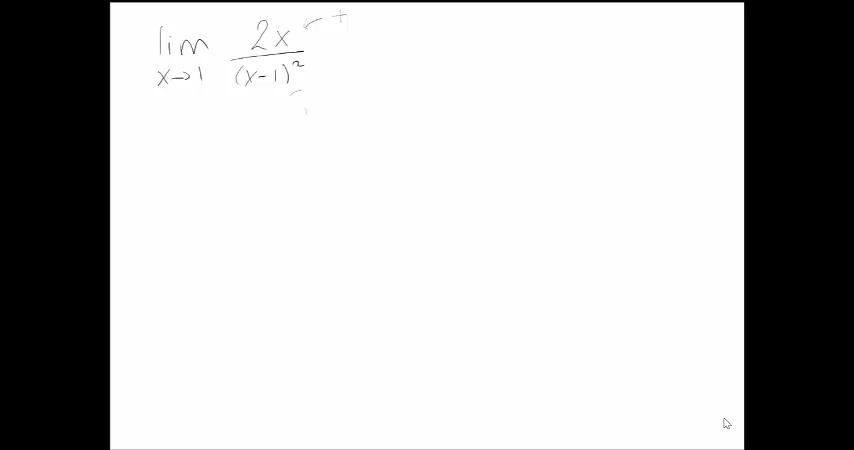 lim 2x +
x→1 (x-1)²